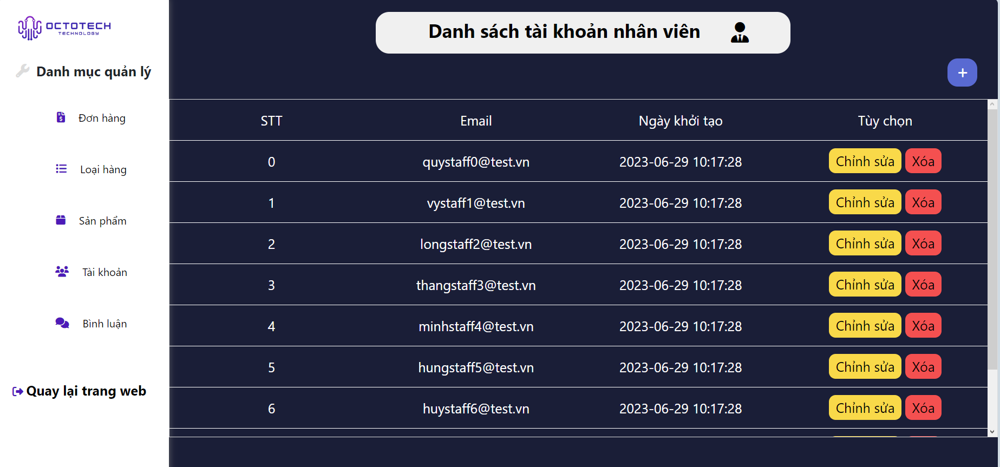 OCTOTECH
TECHNOLOGY
Danh mục quản lý
Đơn hàng
Loại hàng
Sản phẩm
Tài khoản
Bình luận
Quay lại trang web
Danh sách tài khoản nhân viên
+
STT Email Ngày khởi tạo Tùy chọn
0 quystaff0@test.vn 2023-06-29 10:17:28 Chỉnh sửa Xóa
1 vystaff1@test.vn 2023-06-29 10:17:28 Chỉnh sửa Xóa
2 longstaff2@test.vn 2023-06-29 10:17:28 Chỉnh sửa Xóa
3 thangstaff3@test.vn 2023-06-29 10:17:28 Chỉnh sửa Xóa
4 minhstaff4@test.vn 2023-06-29 10:17:28 Chỉnh sửa Xóa
5 hungstaff5@test.vn 2023-06-29 10:17:28 Chỉnh sửa Xóa
6 huystaff6@test.vn 2023-06-29 10:17:28 Chỉnh sửa Xóa